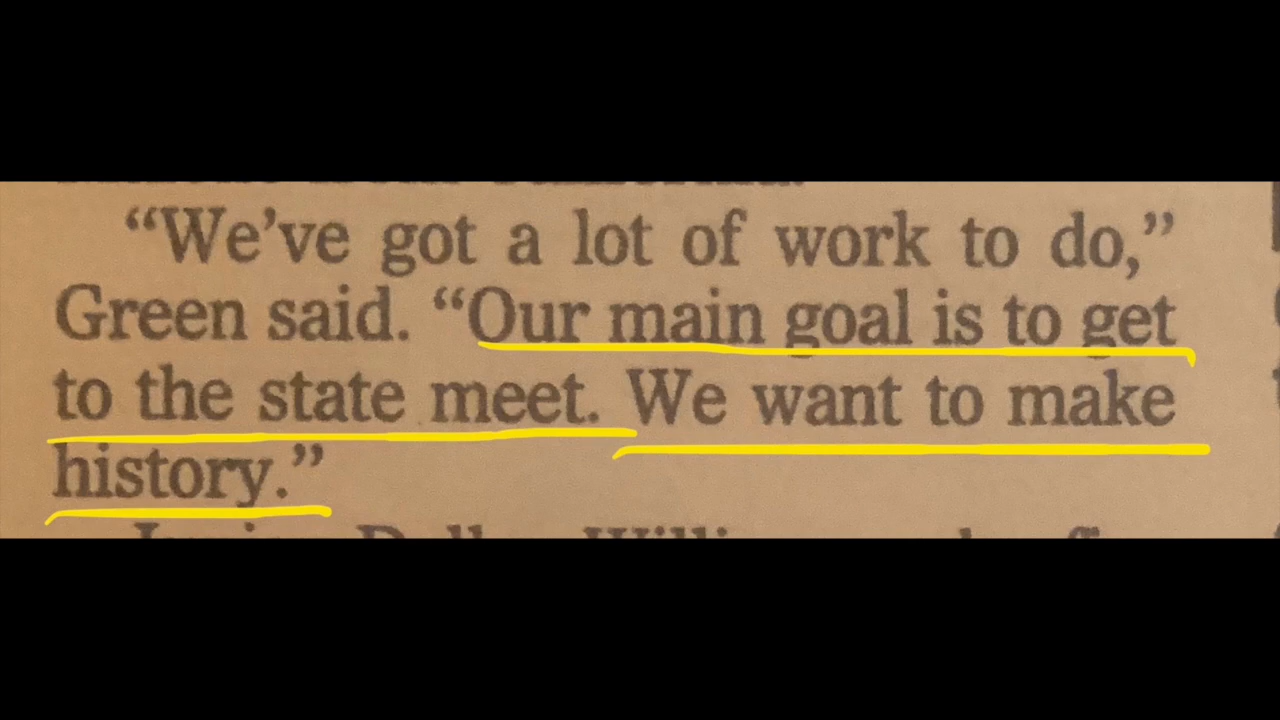 “We’ve got a lot of work to do,”
Green said. “Our main goal is to get
to the state meet. We want to make
history.”